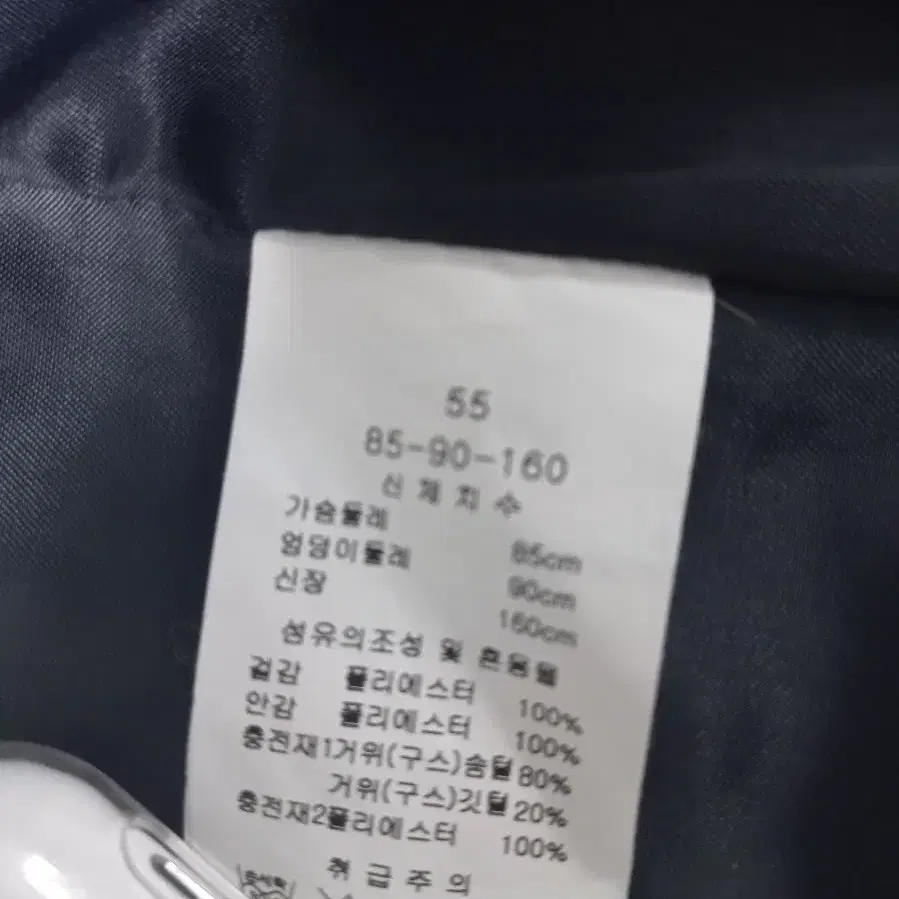 55
85-90-160
신 체 치 수
가슴둘레 85cm
엉덩이둘레 90cm
신장 160cm
섬유의조성 및 혼용률
겉감 폴리에스터 100%
안감 폴리에스터 100%
충전재1거위(구스)솜털 80%
거위(구스)깃털 20%
충전재2폴리에스터 100%
취 급 주 의